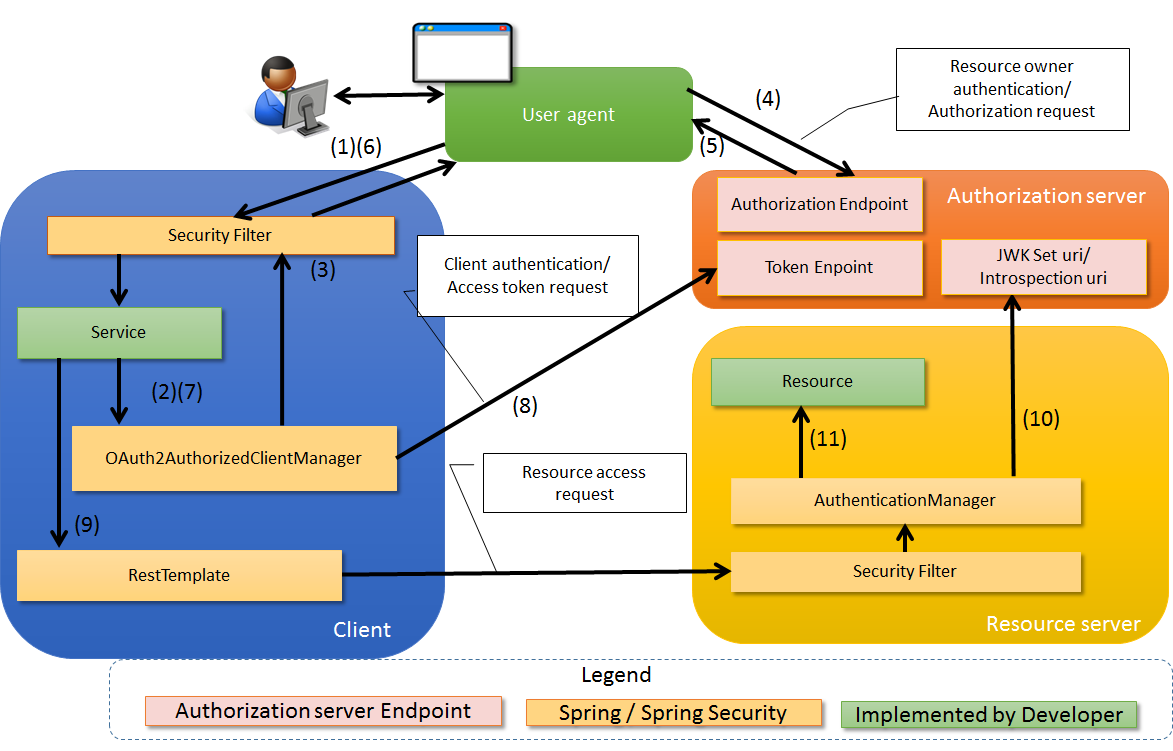 User agent
(4)
Resource owner
authentication/
Authorization request
(1)(6)
(5)
Security Filter
(3)
Service
(2)(7)
OAuth2AuthorizedClientManager
(9)
RestTemplate
Client
Client authentication/
Access token request
(8)
Resource access
request
Authorization server
Authorization Endpoint
Token Enpoint
JWK Set uri/
Introspection uri
Resource
(11)
(10)
AuthenticationManager
Security Filter
Resource server
Legend
Authorization server Endpoint
Spring / Spring Security
Implemented by Developer